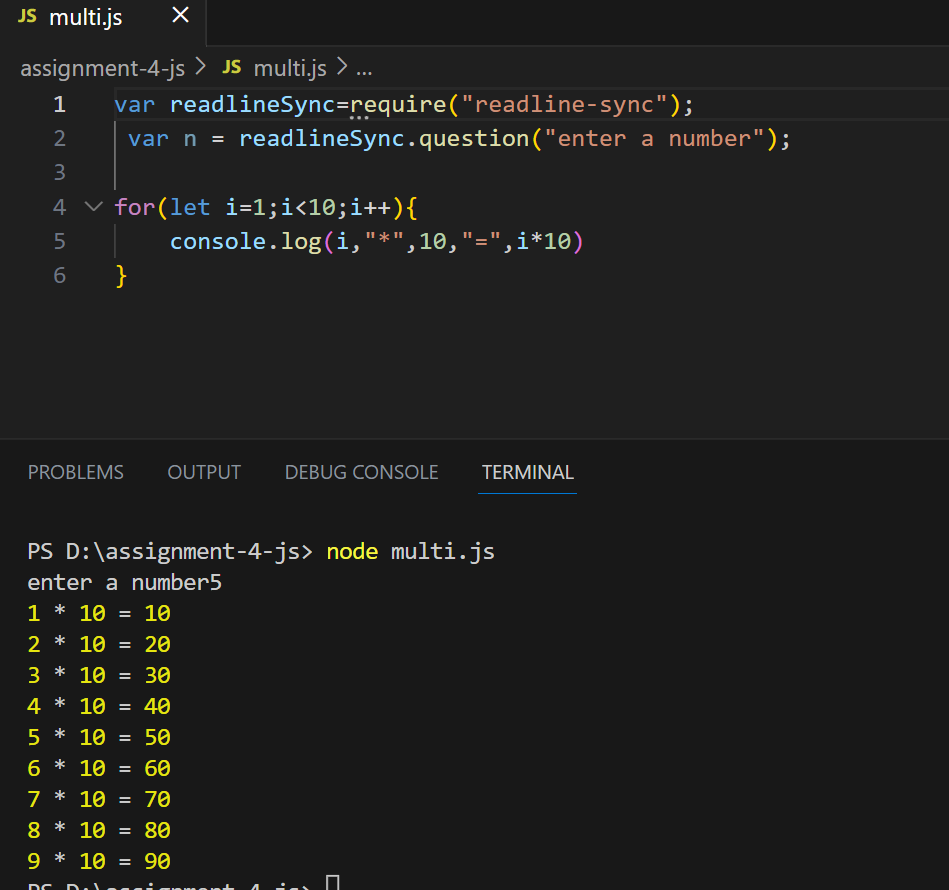 JS multi.js ✕
assignment-4-js > JS multi.js > ...
1 var readlineSync=require("readline-sync");
2 var n = readlineSync.question("enter a number");
3
4 for(let i=1;i<10;i++){
5 console.log(i,"*",10,"=",i*10)
6 }
PROBLEMS OUTPUT DEBUG CONSOLE TERMINAL
PS D:\assignment-4-js> node multi.js
enter a number5
1 * 10 = 10
2 * 10 = 20
3 * 10 = 30
4 * 10 = 40
5 * 10 = 50
6 * 10 = 60
7 * 10 = 70
8 * 10 = 80
9 * 10 = 90
PS D:\assignment-4-js>